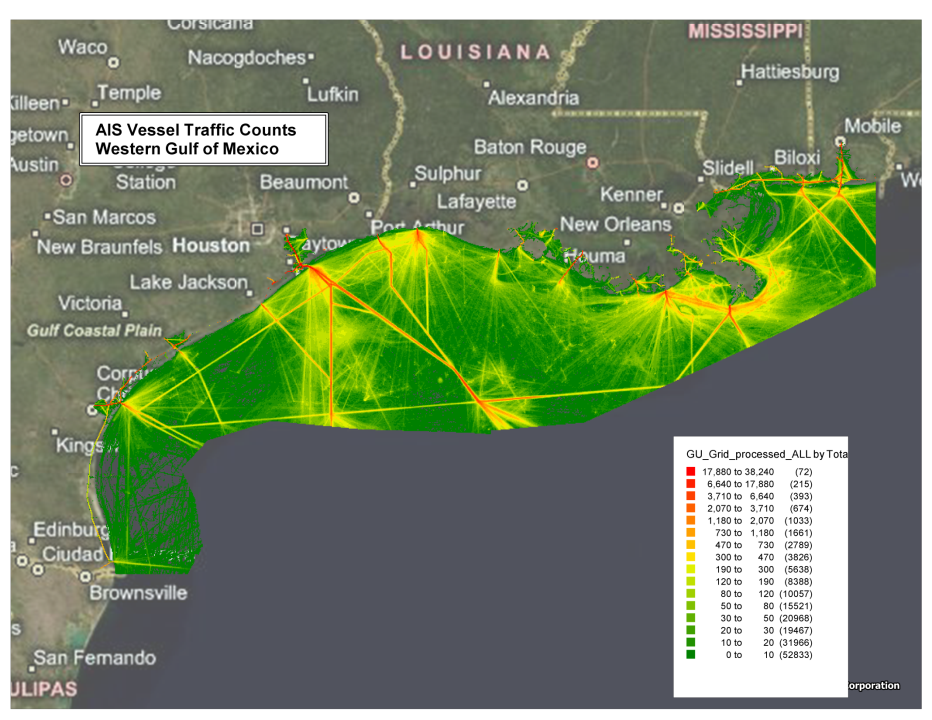 Corsicana
MISSISSIPPI
Waco
Nacogdoches
LOUISIANA
Hattiesburg
Killeen
Temple
Lufkin
Alexandria
AIS Vessel Traffic Counts
Western Gulf of Mexico
Mobile
Baton Rouge
Biloxi
Slidell
Austin
Station
Beaumont
Sulphur
Kenner
Lafayette
San Marcos
Port Arthur
New Orleans
New Braunfels
Houston
Houma
Lake Jackson
Victoria
Gulf Coastal Plain
Kings
GU_Grid_processed_ALL by Tota
17,880 to 38,240 (72)
6,640 to 17,880 (215)
3,710 to 6,640 (393)
2,070 to 3,710 (674)
1,180 to 2,070 (1033)
730 to 1,180 (1661)
470 to 730 (2789)
300 to 470 (3826)
190 to 300 (5638)
120 to 190 (8388)
80 to 120 (10057)
50 to 80 (15521)
30 to 50 (20968)
20 to 30 (19467)
10 to 20 (31966)
0 to 10 (52833)
Edinburg
Ciudad
Brownsville
San Fernando
ULIPAS
orporation